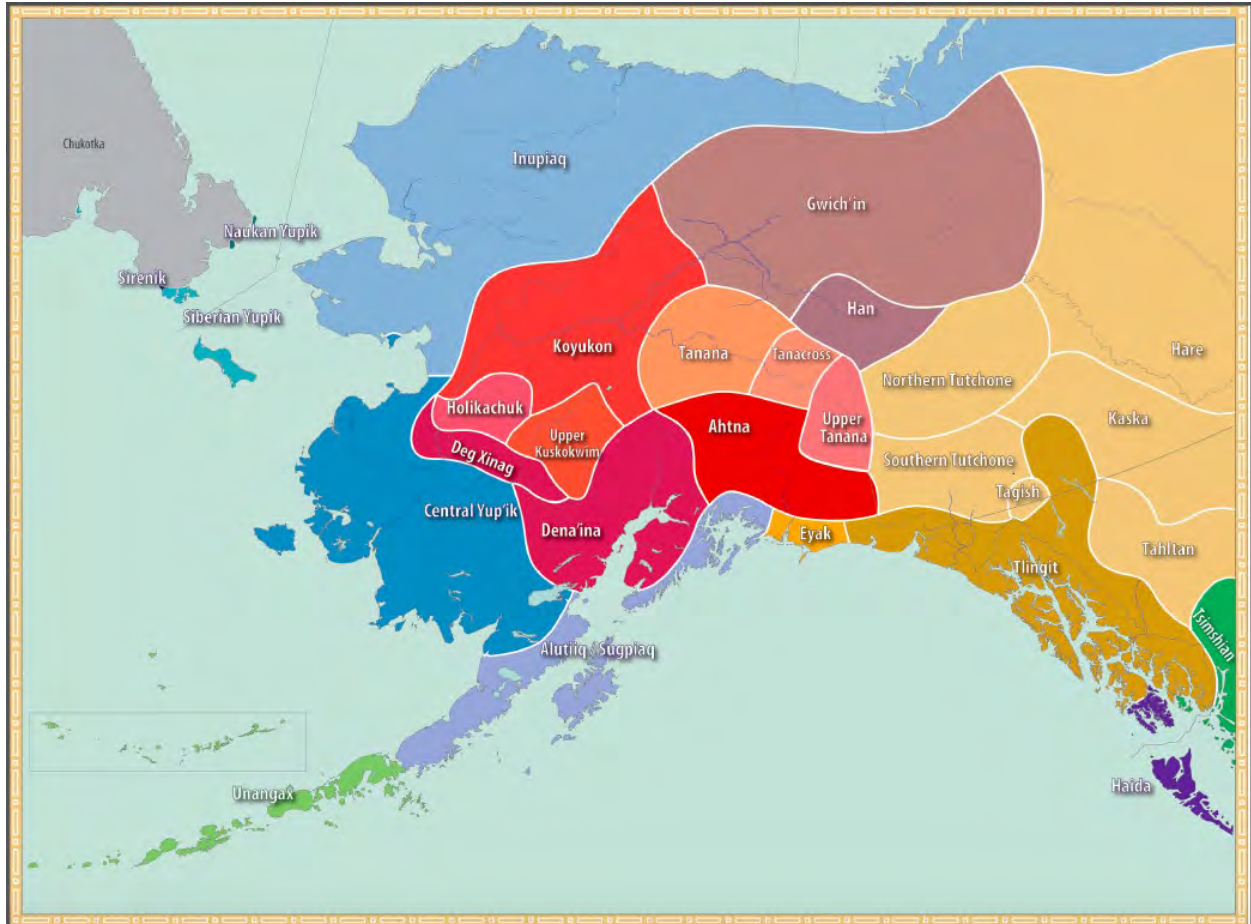 Chukotka
Inupiaq
Gwich'in
Naukan Yupik
Sirenik
Siberian Yupik
Han
Koyukon
Tanana
Tanacross
Hare
Northern Tutchone
Holikachuk
Kaska
Upper
Kuskokwim
Ahtna
Upper
Tanana
Deg Xinag
Southern Tutchone
Tagish
Central Yup'ik
Dena'ina
Eyak
Tahltan
Tlingit
Tsimshian
Alutiiq / Sugpiaq
Haida
Unangax̂